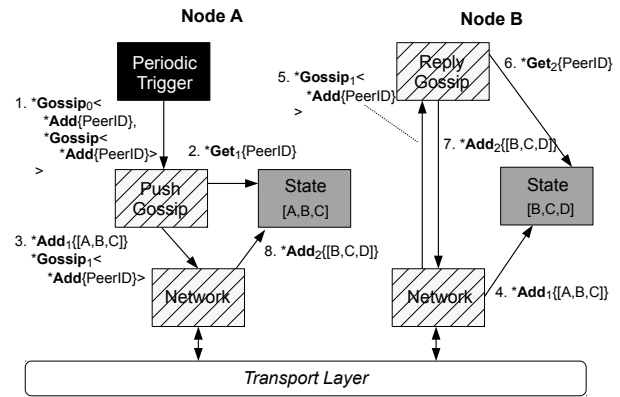 Node A
Node B
Periodic
Trigger
Reply
Gossip
1. *Gossip0<
*Add{PeerID},
*Gossip<
*Add{PeerID}>
>
5. *Gossip1<
*Add{PeerID}
>
6. *Get2{PeerID}
2. *Get1{PeerID}
7. *Add2{[B,C,D]}
Push
Gossip
State
[A,B,C]
State
[B,C,D]
3. *Add1{[A,B,C]}
*Gossip1<
*Add{PeerID}>
8. *Add2{[B,C,D]}
Network
Network
4. *Add1{[A,B,C]}
Transport Layer